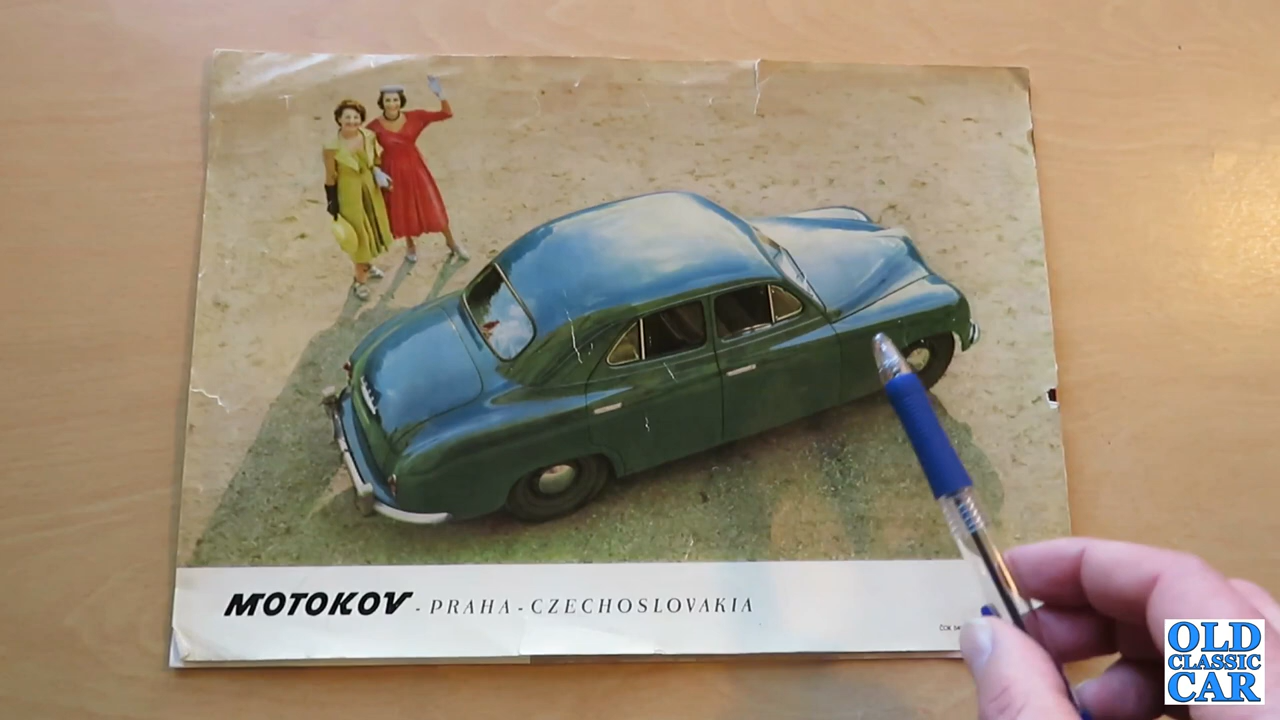 MOTOKOV - PRAHA - CZECHOSLOVAKIA
OLD
CLASSIC
CAR